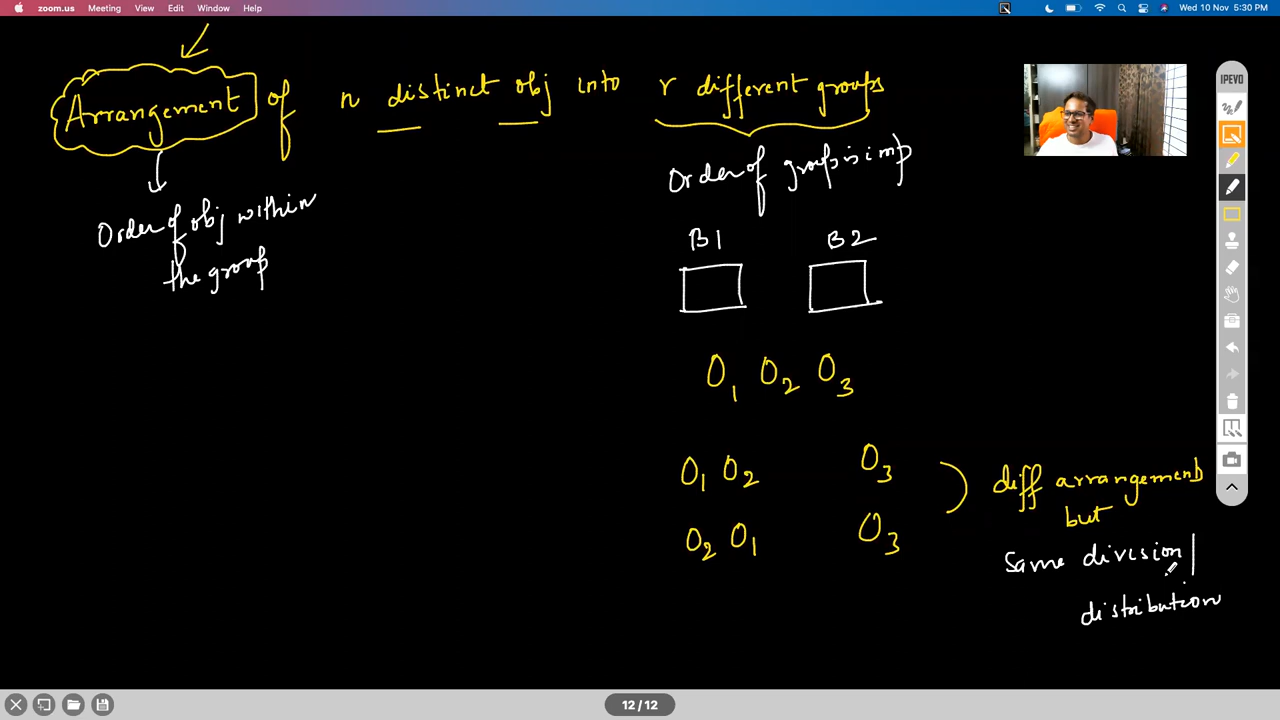 zoom.us Meeting View Edit Window Help
Wed 10 Nov 5:30 PM
IPEVO
Arrangement of n distinct obj into r different groups
Order of groups is imp
Order of obj within
the group
B1 B2
O1 O2 O3
O1 O2 O3
O2 O1 O3
diff arrangement
but
Same division |
distribution
12 / 12